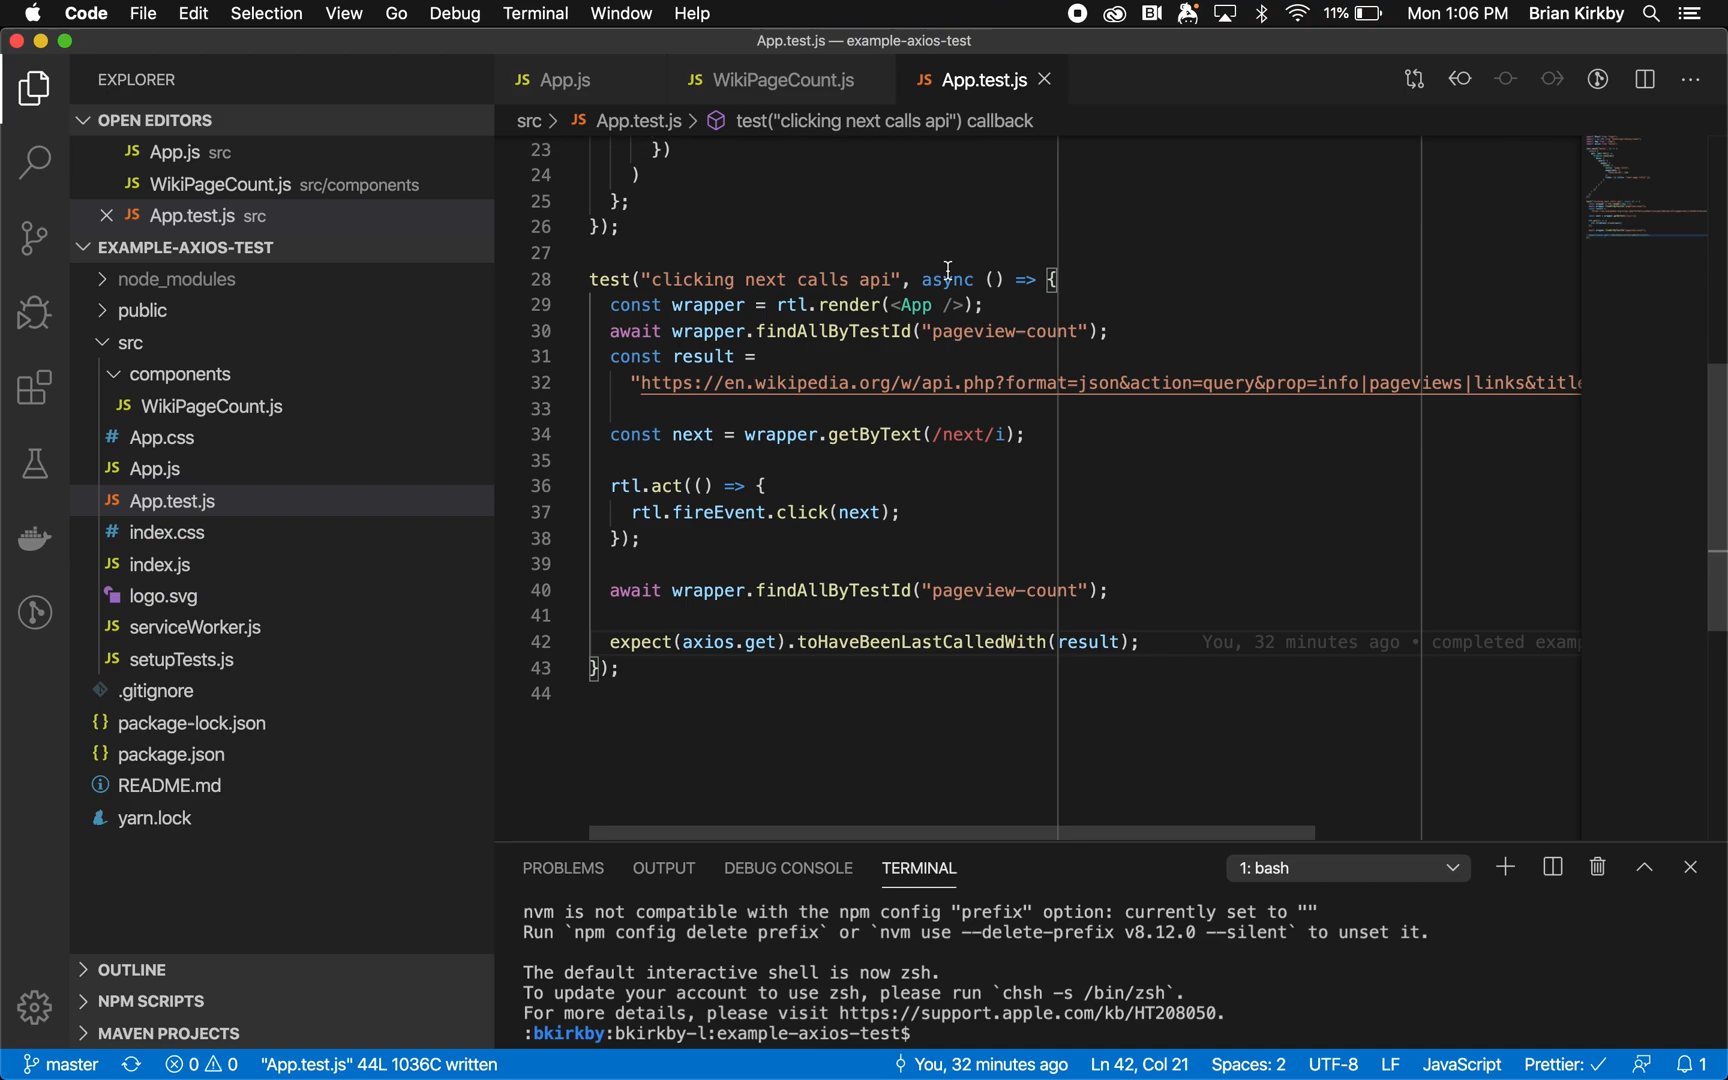 Code File Edit Selection View Go Debug Terminal Window Help 11% Mon 1:06 PM Brian Kirkby
App.test.js — example-axios-test
EXPLORER
OPEN EDITORS
JS App.js src
JS WikiPageCount.js src/components
JS App.test.js src
EXAMPLE-AXIOS-TEST
node_modules
public
src
components
JS WikiPageCount.js
# App.css
JS App.js
JS App.test.js
# index.css
JS index.js
logo.svg
JS serviceWorker.js
JS setupTests.js
.gitignore
{} package-lock.json
{} package.json
README.md
yarn.lock
OUTLINE
NPM SCRIPTS
MAVEN PROJECTS
JS App.js JS WikiPageCount.js JS App.test.js
src > JS App.test.js > test("clicking next calls api") callback
23 })
24 )
25 };
26 });
27
28 test("clicking next calls api", async () => {
29 const wrapper = rtl.render(<App />);
30 await wrapper.findAllByTestId("pageview-count");
31 const result =
32 "https://en.wikipedia.org/w/api.php?format=json&action=query&prop=info|pageviews|links&title
33
34 const next = wrapper.getByText(/next/i);
35
36 rtl.act(() => {
37 rtl.fireEvent.click(next);
38 });
39
40 await wrapper.findAllByTestId("pageview-count");
41
42 expect(axios.get).toHaveBeenLastCalledWith(result); You, 32 minutes ago • completed examp
43 });
44
PROBLEMS OUTPUT DEBUG CONSOLE TERMINAL 1: bash
nvm is not compatible with the npm config "prefix" option: currently set to ""
Run `npm config delete prefix` or `nvm use --delete-prefix v8.12.0 --silent` to unset it.
The default interactive shell is now zsh.
To update your account to use zsh, please run `chsh -s /bin/zsh`.
For more details, please visit https://support.apple.com/kb/HT208050.
:bkirkby:bkirkby-l:example-axios-test$
master 0 0 "App.test.js" 44L 1036C written You, 32 minutes ago Ln 42, Col 21 Spaces: 2 UTF-8 LF JavaScript Prettier: ✓ 1